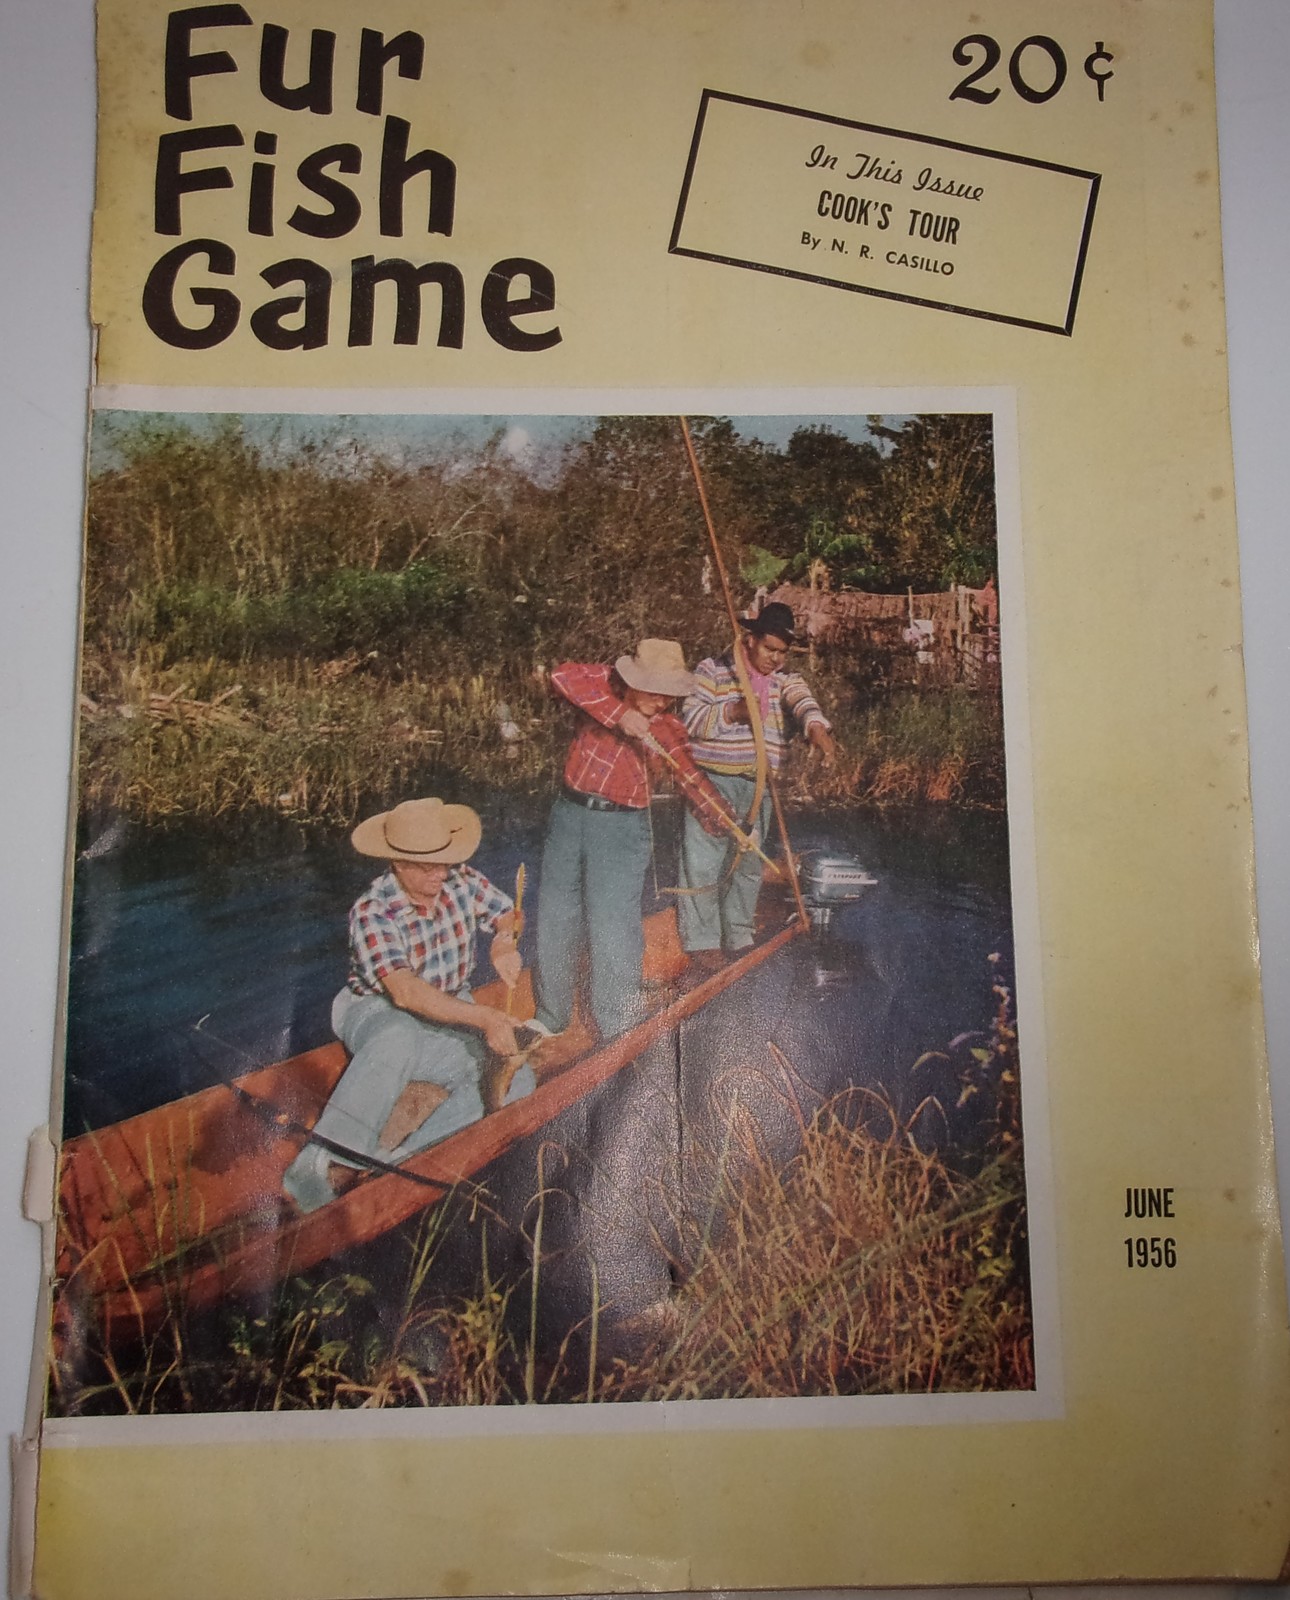 Fur
Fish
Game
20¢
In This Issue
COOK'S TOUR
By N. R. CASILLO
JUNE
1956